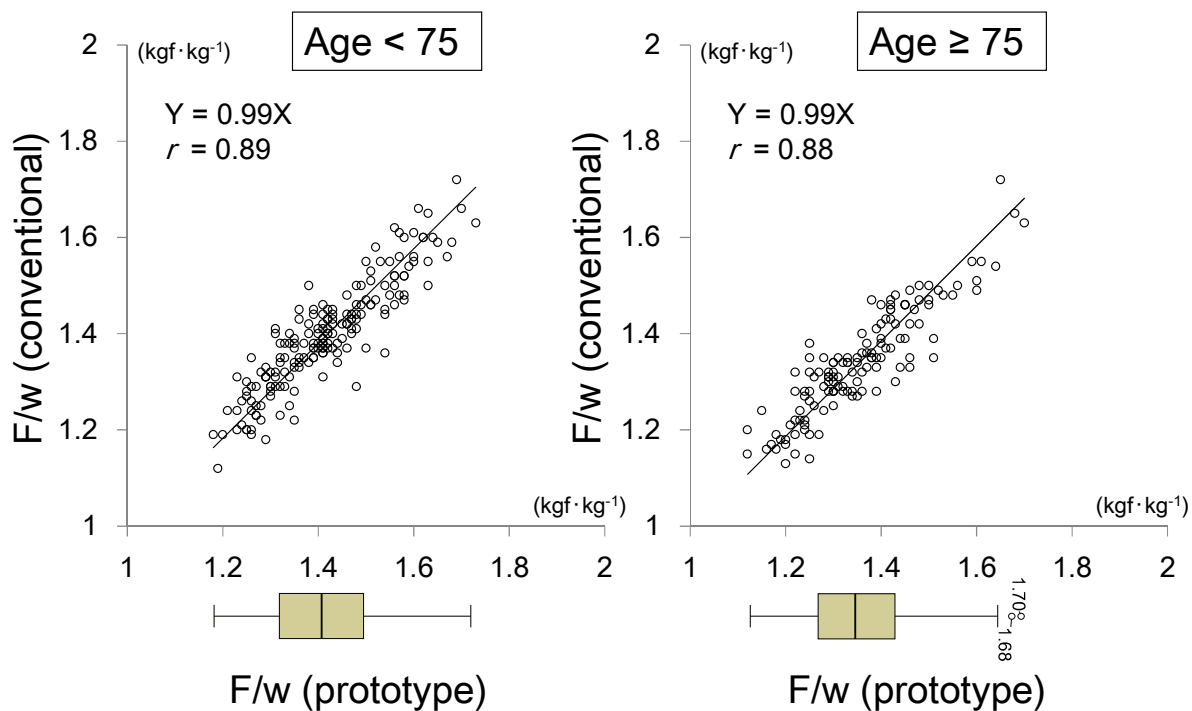 Age < 75
(kgf·kg-1)
Y = 0.99X
r = 0.89
F/w (conventional)
2
1.8
1.6
1.4
1.2
1
(kgf·kg-1)
1 1.2 1.4 1.6 1.8 2
F/w (prototype)
Age ≥ 75
(kgf·kg-1)
Y = 0.99X
r = 0.88
F/w (conventional)
2
1.8
1.6
1.4
1.2
1
(kgf·kg-1)
1 1.2 1.4 1.6 1.8 2
1.70
1.68
F/w (prototype)